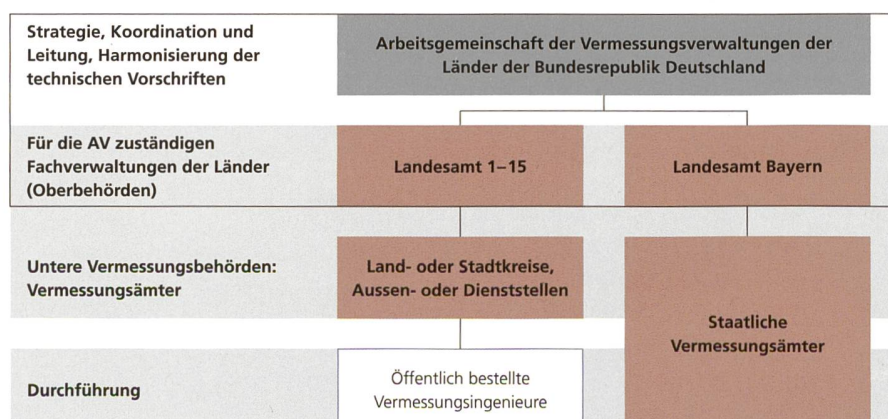 Strategie, Koordination und
Leitung, Harmonisierung der
technischen Vorschriften
Arbeitsgemeinschaft der Vermessungsverwaltungen der
Länder der Bundesrepublik Deutschland
Für die AV zuständigen
Fachverwaltungen der Länder
(Oberbehörden)
Landesamt 1–15
Landesamt Bayern
Untere Vermessungsbehörden:
Vermessungsämter
Land- oder Stadtkreise,
Aussen- oder Dienststellen
Staatliche
Vermessungsämter
Durchführung
Öffentlich bestellte
Vermessungsingenieure